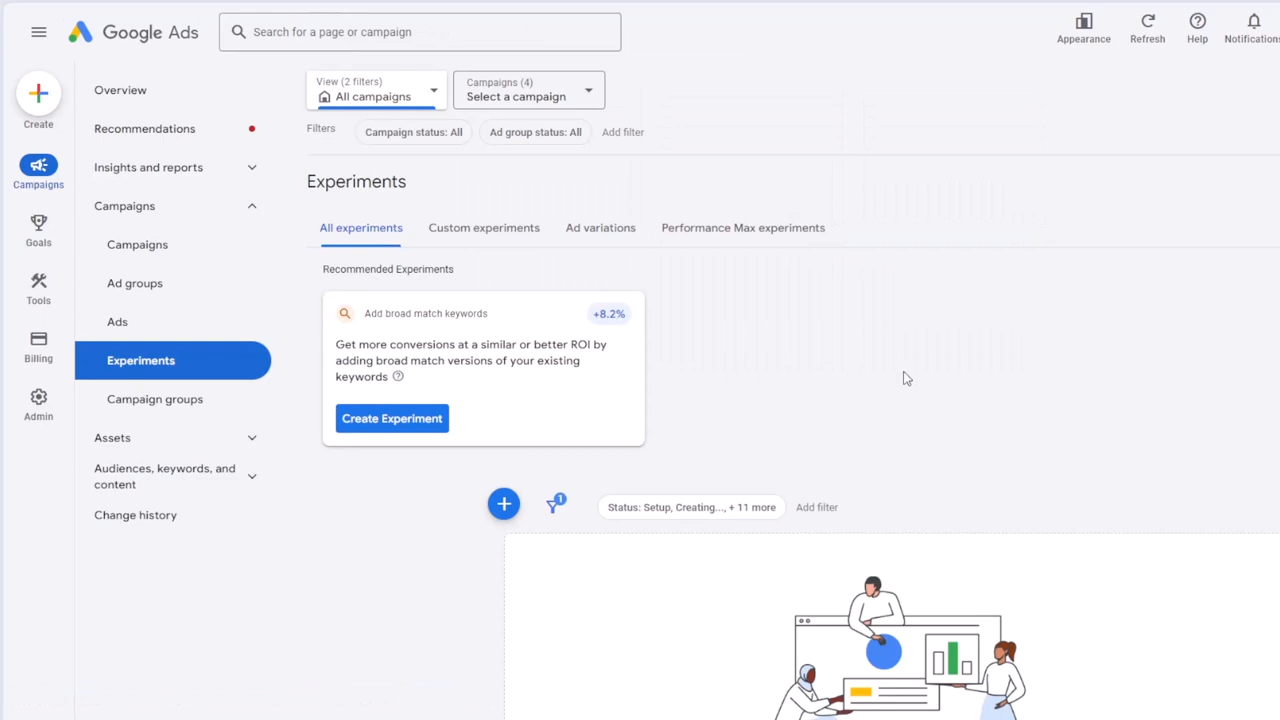 Google Ads
Search for a page or campaign
Appearance
Refresh
Help
Notifications
Create
Campaigns
Goals
Tools
Billing
Admin
Overview
Recommendations
Insights and reports
Campaigns
Campaigns
Ad groups
Ads
Experiments
Campaign groups
Assets
Audiences, keywords, and
content
Change history
View (2 filters)
All campaigns
Campaigns (4)
Select a campaign
Filters
Campaign status: All
Ad group status: All
Add filter
Experiments
All experiments
Custom experiments
Ad variations
Performance Max experiments
Recommended Experiments
Add broad match keywords
+8.2%
Get more conversions at a similar or better ROI by
adding broad match versions of your existing
keywords
Create Experiment
1
Status: Setup, Creating..., + 11 more
Add filter